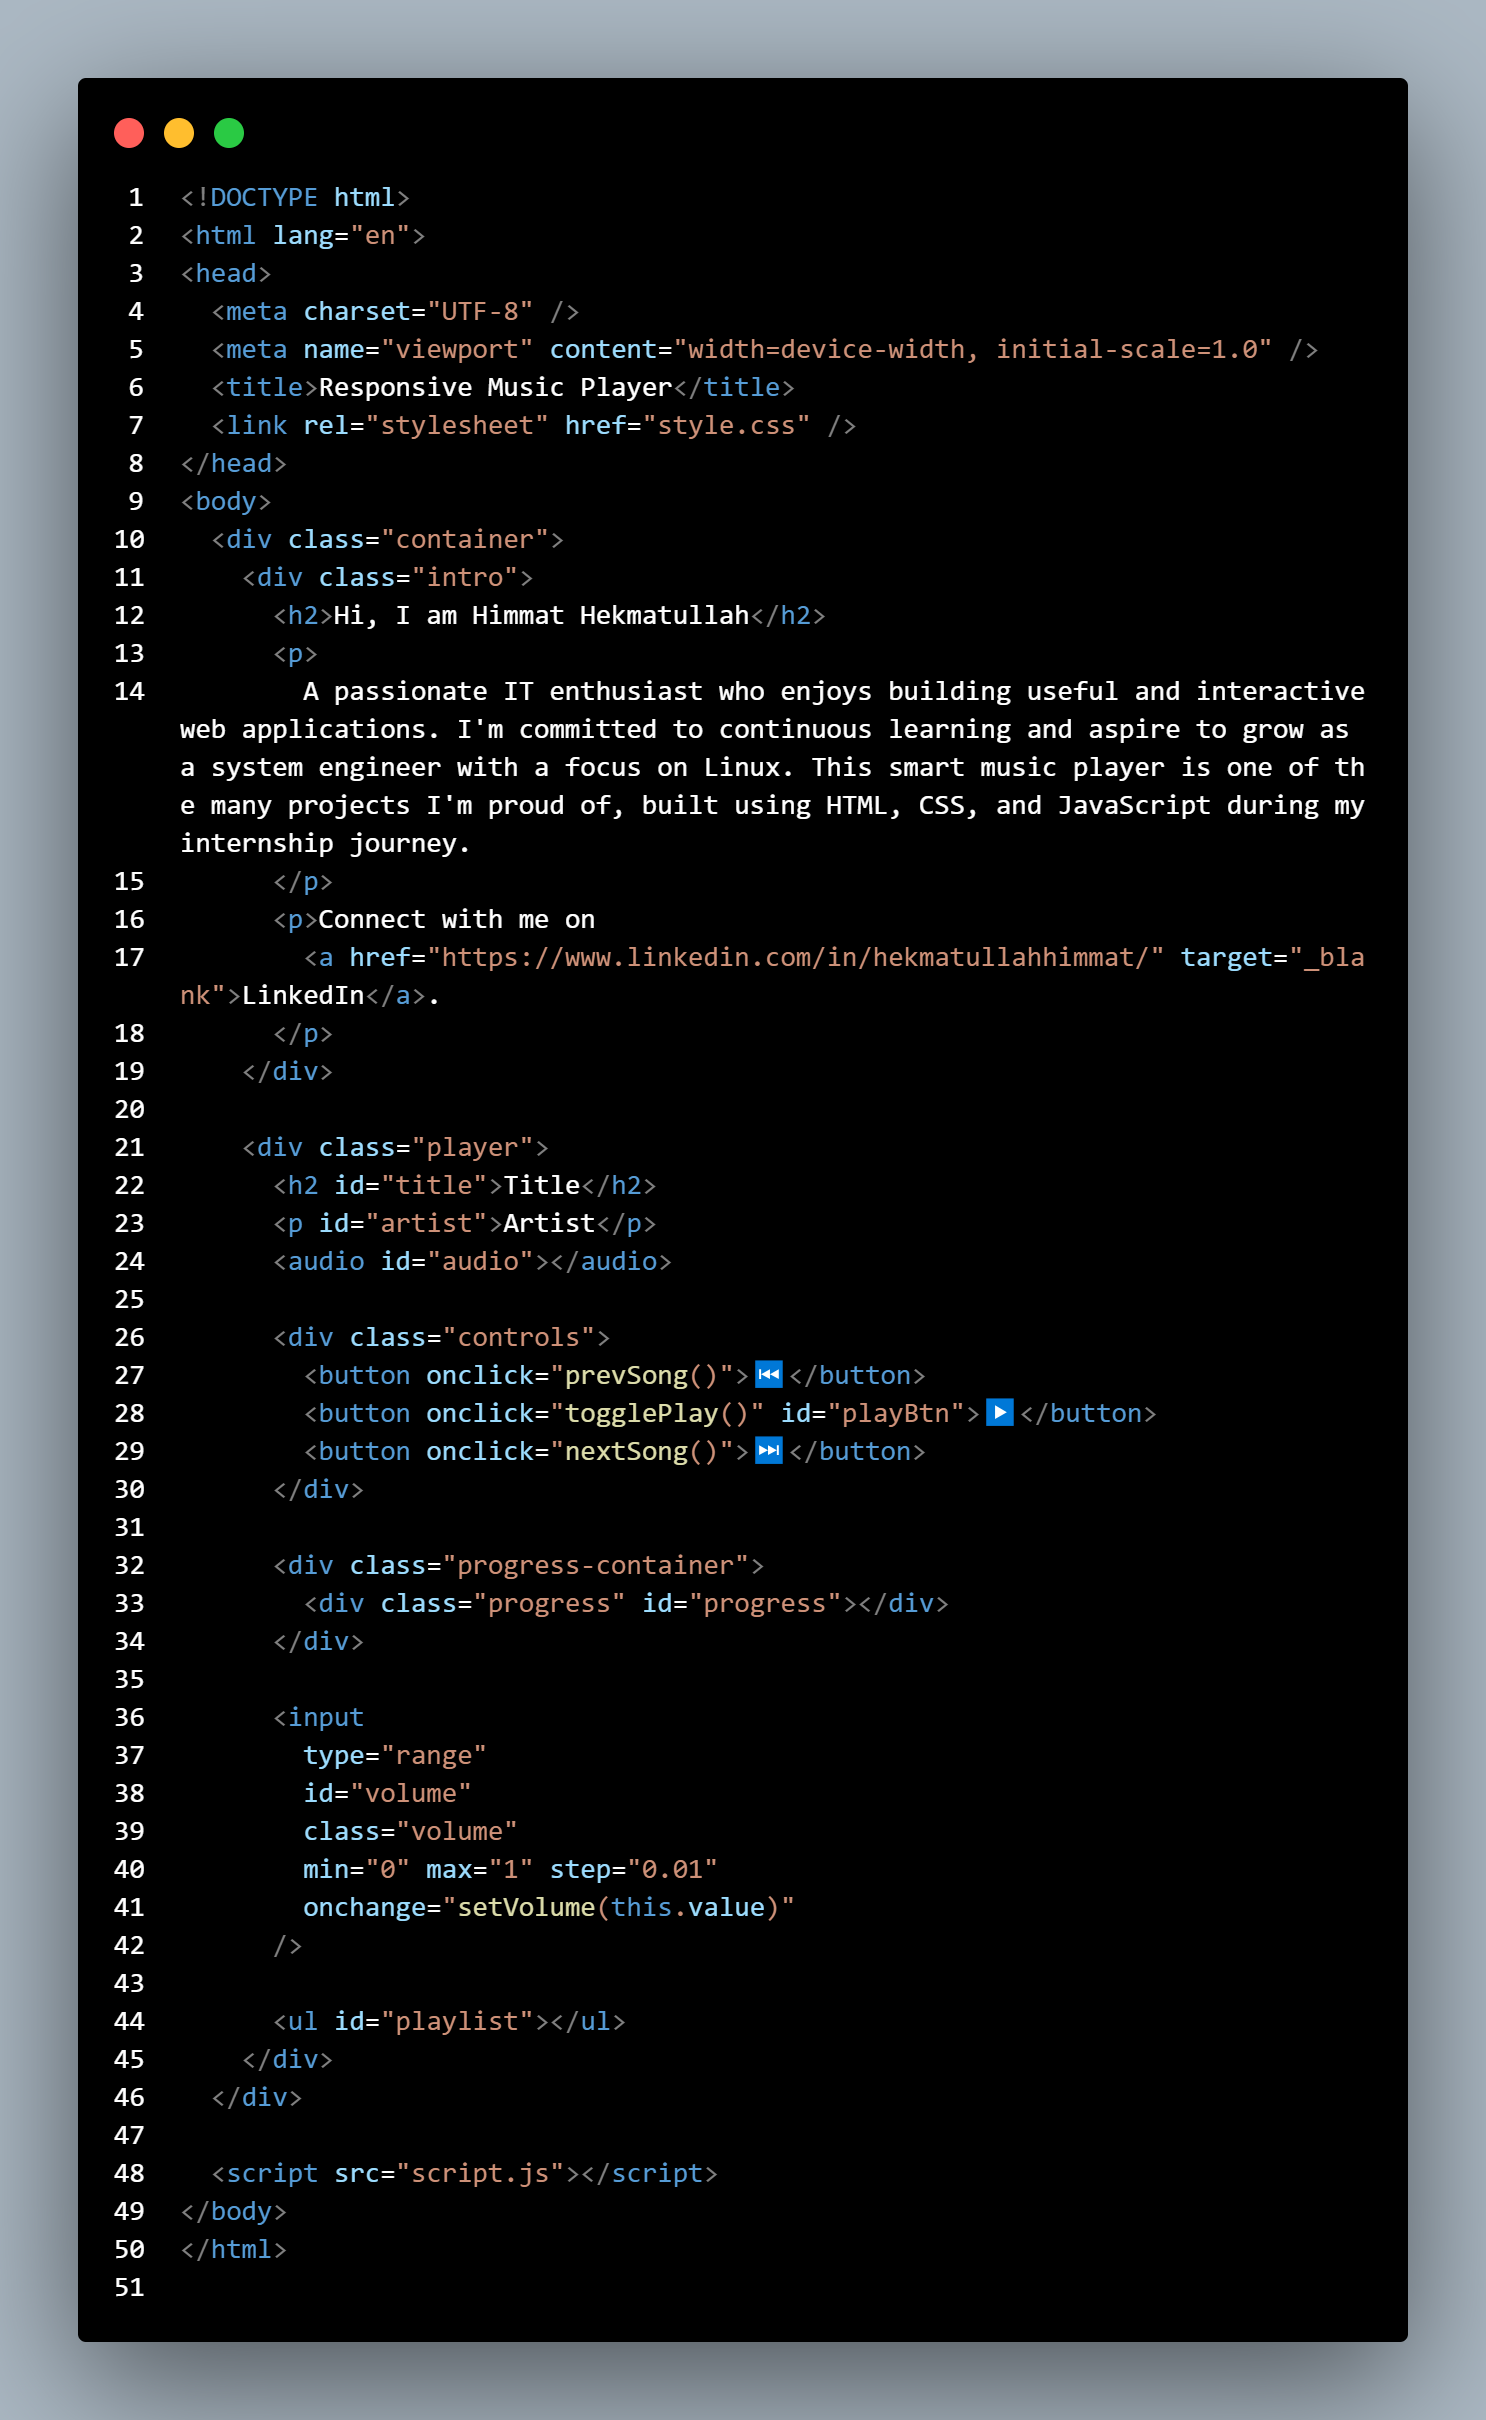 1 <!DOCTYPE html>
2 <html lang="en">
3 <head>
4   <meta charset="UTF-8" />
5   <meta name="viewport" content="width=device-width, initial-scale=1.0" />
6   <title>Responsive Music Player</title>
7   <link rel="stylesheet" href="style.css" />
8 </head>
9 <body>
10   <div class="container">
11     <div class="intro">
12       <h2>Hi, I am Himmat Hekmatullah</h2>
13       <p>
14         A passionate IT enthusiast who enjoys building useful and interactive
web applications. I'm committed to continuous learning and aspire to grow as
a system engineer with a focus on Linux. This smart music player is one of th
e many projects I'm proud of, built using HTML, CSS, and JavaScript during my
internship journey.
15       </p>
16       <p>Connect with me on
17         <a href="https://www.linkedin.com/in/hekmatullahhimmat/" target="_bla
nk">LinkedIn</a>.
18       </p>
19     </div>
20
21     <div class="player">
22       <h2 id="title">Title</h2>
23       <p id="artist">Artist</p>
24       <audio id="audio"></audio>
25
26       <div class="controls">
27         <button onclick="prevSong()">⏮️</button>
28         <button onclick="togglePlay()" id="playBtn">▶️</button>
29         <button onclick="nextSong()">⏭️</button>
30       </div>
31
32       <div class="progress-container">
33         <div class="progress" id="progress"></div>
34       </div>
35
36       <input
37         type="range"
38         id="volume"
39         class="volume"
40         min="0" max="1" step="0.01"
41         onchange="setVolume(this.value)"
42       />
43
44       <ul id="playlist"></ul>
45     </div>
46   </div>
47
48   <script src="script.js"></script>
49 </body>
50 </html>
51